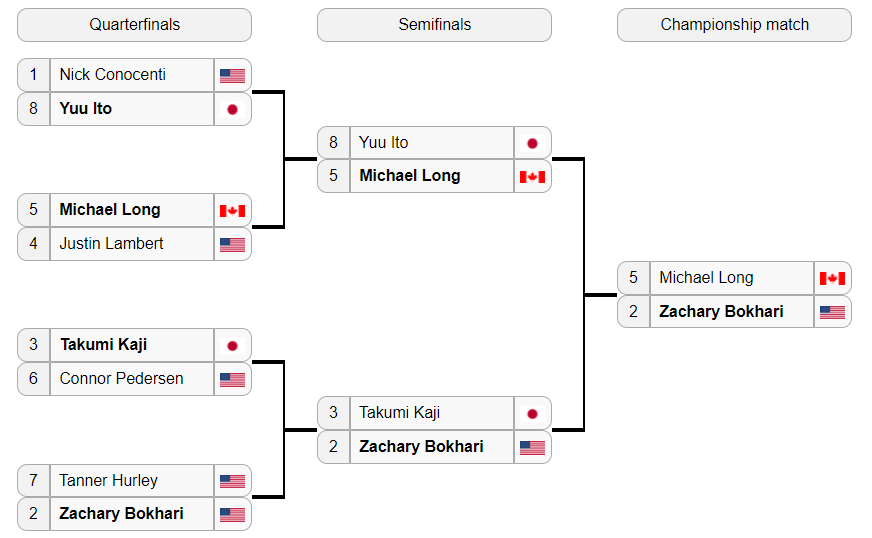 Quarterfinals
Semifinals
Championship match
1 Nick Conocenti
8 Yuu Ito
5 Michael Long
4 Justin Lambert
3 Takumi Kaji
6 Connor Pedersen
7 Tanner Hurley
2 Zachary Bokhari
8 Yuu Ito
5 Michael Long
3 Takumi Kaji
2 Zachary Bokhari
5 Michael Long
2 Zachary Bokhari